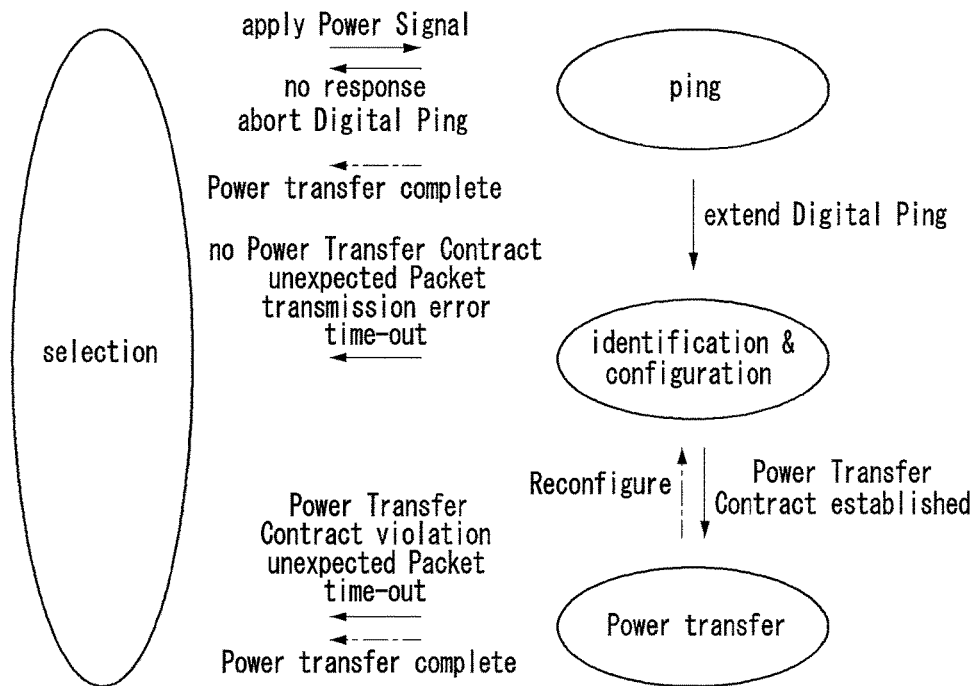 apply Power Signal
no response
abort Digital Ping
Power transfer complete
ping
extend Digital Ping
no Power Transfer Contract
unexpected Packet
transmission error
time-out
selection
identification &
configuration
Reconfigure
Power Transfer
Contract established
Power Transfer
Contract violation
unexpected Packet
time-out
Power transfer complete
Power transfer